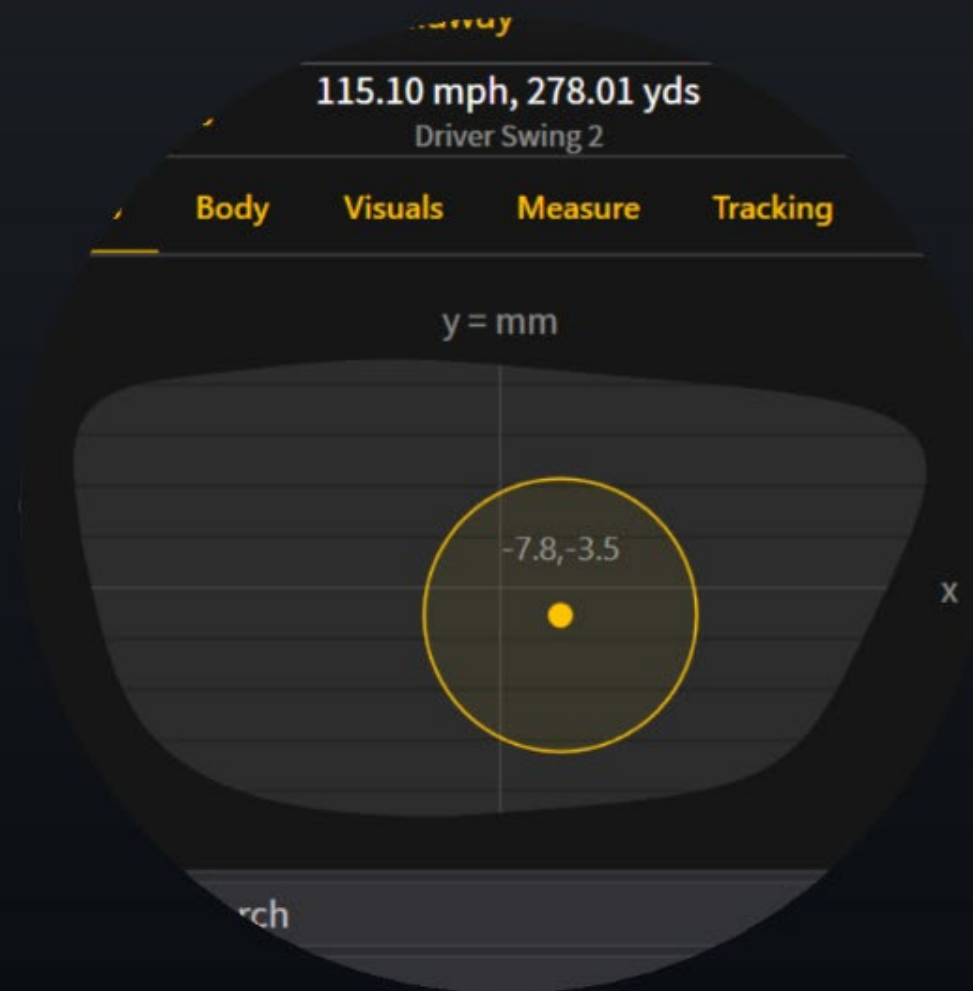 115.10 mph, 278.01 yds
Driver Swing 2
Body Visuals Measure Tracking
y = mm
-7.8,-3.5
x